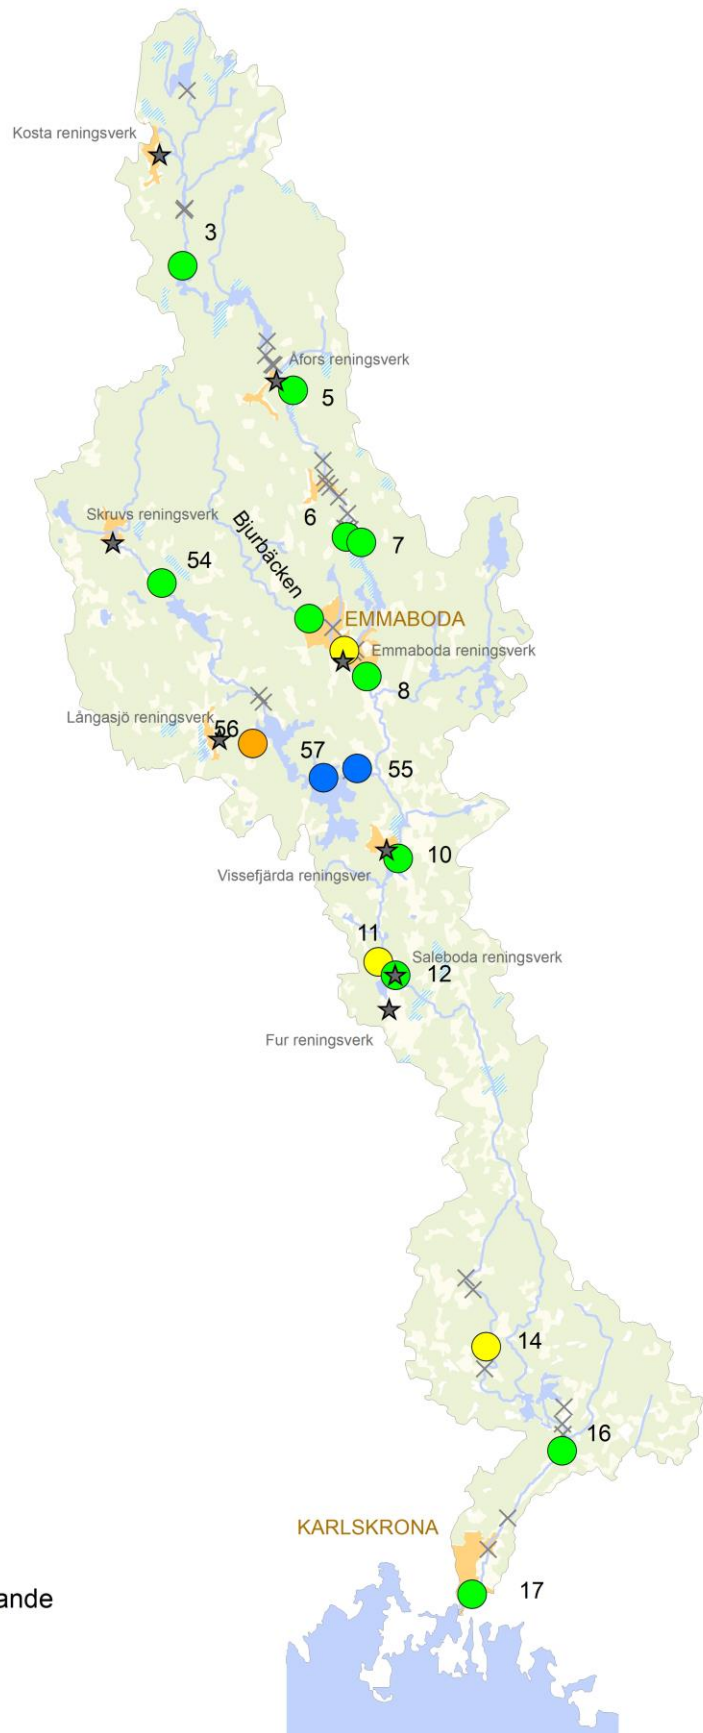 Kosta reningsverk
3
Åfors reningsverk
5
Skruvs reningsverk
Bjurbäcken
6
7
54
EMMABODA
Emmaboda reningsverk
8
Långasjö reningsverk
56
57
55
10
Vissefjärda reningsver
11
Saleboda reningsverk
12
Fur reningsverk
14
16
KARLSKRONA
17
ande